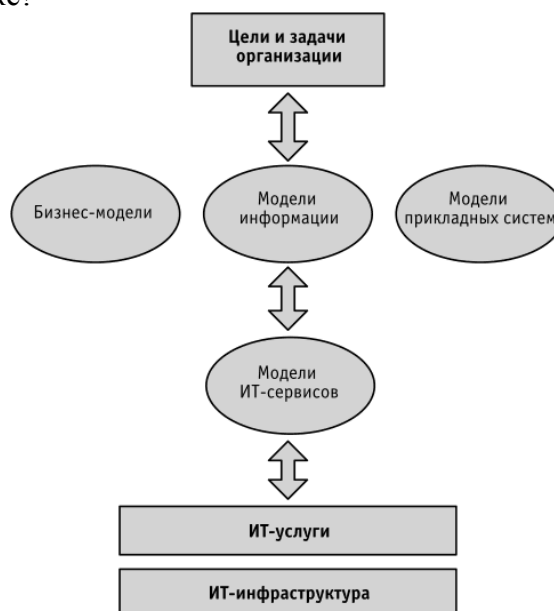 ке?
Цели и задачи
организации
Бизнес-модели
Модели
информации
Модели
прикладных систем
Модели
ИТ-сервисов
ИТ-услуги
ИТ-инфраструктура